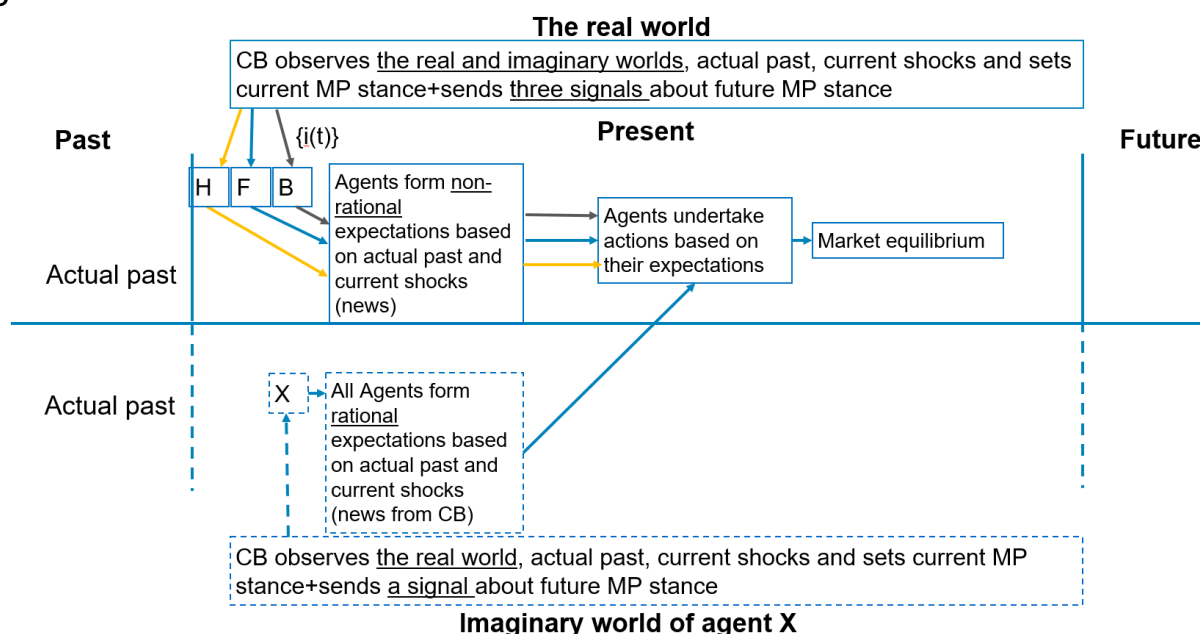 The real world
CB observes the real and imaginary worlds, actual past, current shocks and sets
current MP stance+sends three signals about future MP stance
Past
{i(t)}
Present
Future
H
F
B
Agents form non-
rational
expectations based
on actual past and
current shocks
(news)
Agents undertake
actions based on
their expectations
Market equilibrium
Actual past
Actual past
X
All Agents form
rational
expectations based
on actual past and
current shocks
(news from CB)
CB observes the real world, actual past, current shocks and sets current MP
stance+sends a signal about future MP stance
Imaginary world of agent X